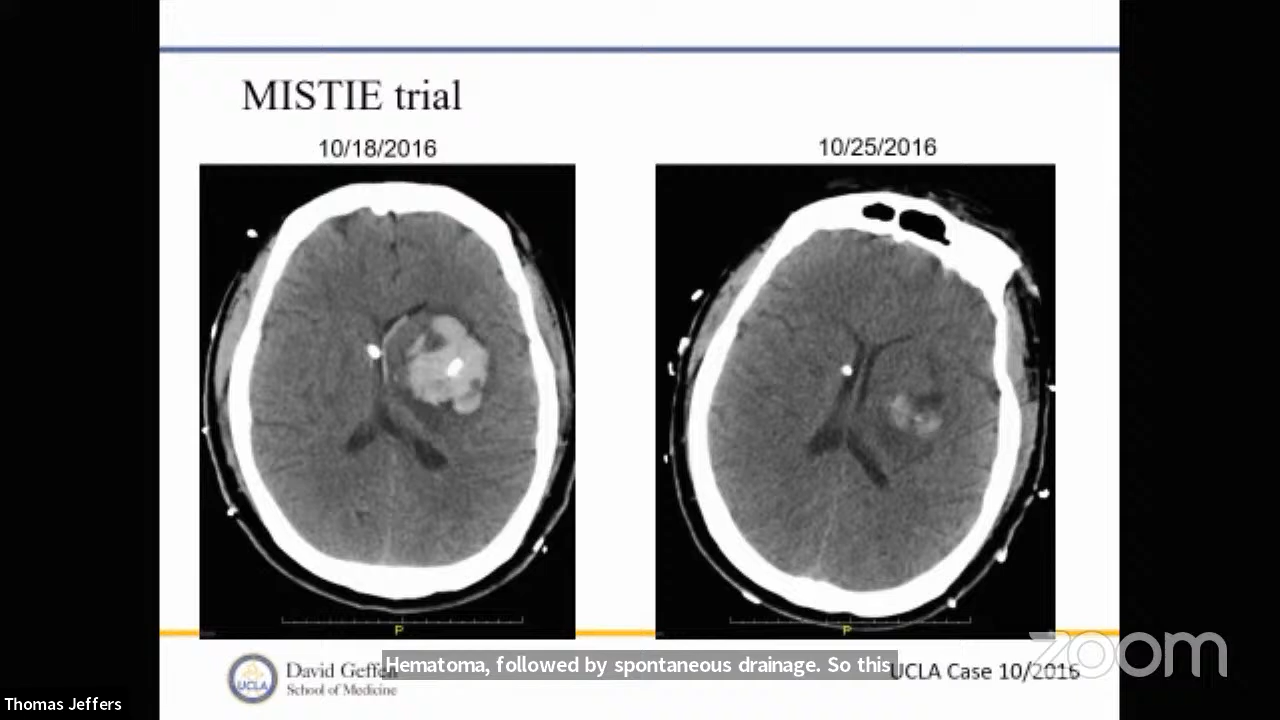 MISTIE trial
10/18/2016
10/25/2016
P
P
Hematoma, followed by spontaneous drainage. So this
UCLA
David Geffen
School of Medicine
UCLA Case 10/2016
zoom
Thomas Jeffers